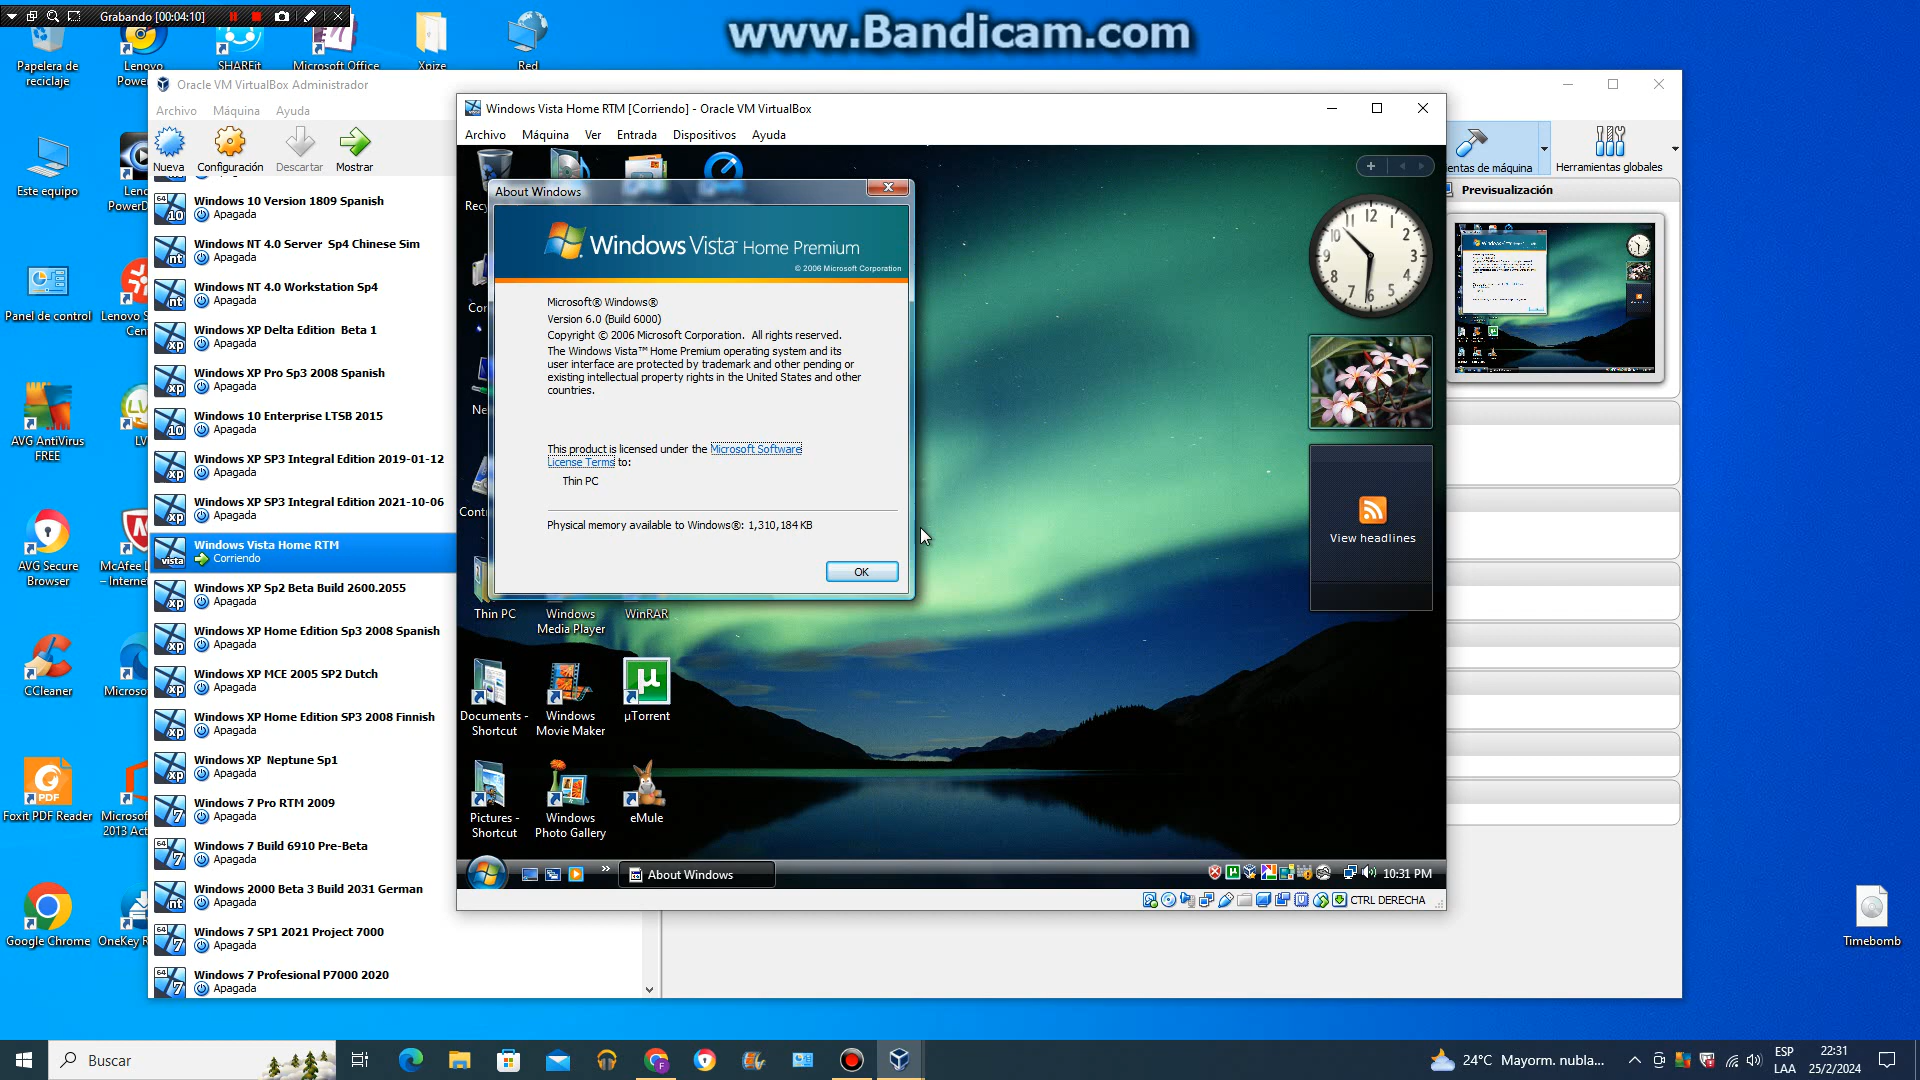 Grabando [00:04:10]
www.Bandicam.com
Papelera de
reciclaje
Lenovo
Power
SHAREit
Microsoft Office
Xpize
Red
Este equipo
Leno
PowerD
Panel de control
Lenovo S
Cen
AVG AntiVirus
FREE
LV
AVG Secure
Browser
McAfee L
– Interne
CCleaner
Microso
Foxit PDF Reader
Microsof
2013 Act
Google Chrome
OneKey R
Timebomb
Oracle VM VirtualBox Administrador
Archivo
Máquina
Ayuda
Nueva
Configuración
Descartar
Mostrar
entas de máquina
Herramientas globales
Previsualización
Windows 10 Version 1809 Spanish
Apagada
Windows NT 4.0 Server Sp4 Chinese Sim
Apagada
Windows NT 4.0 Workstation Sp4
Apagada
Windows XP Delta Edition Beta 1
Apagada
Windows XP Pro Sp3 2008 Spanish
Apagada
Windows 10 Enterprise LTSB 2015
Apagada
Windows XP SP3 Integral Edition 2019-01-12
Apagada
Windows XP SP3 Integral Edition 2021-10-06
Apagada
Windows Vista Home RTM
Corriendo
Windows XP Sp2 Beta Build 2600.2055
Apagada
Windows XP Home Edition Sp3 2008 Spanish
Apagada
Windows XP MCE 2005 SP2 Dutch
Apagada
Windows XP Home Edition SP3 2008 Finnish
Apagada
Windows XP Neptune Sp1
Apagada
Windows 7 Pro RTM 2009
Apagada
Windows 7 Build 6910 Pre-Beta
Apagada
Windows 2000 Beta 3 Build 2031 German
Apagada
Windows 7 SP1 2021 Project 7000
Apagada
Windows 7 Profesional P7000 2020
Apagada
Windows Vista Home RTM [Corriendo] - Oracle VM VirtualBox
Archivo
Máquina
Ver
Entrada
Dispositivos
Ayuda
Recy
Co
Ne
Cont
About Windows
Windows Vista™ Home Premium
© 2006 Microsoft Corporation
Microsoft® Windows®
Version 6.0 (Build 6000)
Copyright © 2006 Microsoft Corporation. All rights reserved.
The Windows Vista™ Home Premium operating system and its
user interface are protected by trademark and other pending or
existing intellectual property rights in the United States and other
countries.
This product is licensed under the Microsoft Software
License Terms to:
Thin PC
Physical memory available to Windows®: 1,310,184 KB
OK
12
1
2
3
4
5
6
7
8
9
10
11
View headlines
Thin PC
Windows
Media Player
WinRAR
Documents -
Shortcut
Windows
Movie Maker
µTorrent
Pictures -
Shortcut
Windows
Photo Gallery
eMule
About Windows
10:31 PM
CTRL DERECHA
Buscar
24°C Mayorm. nubla...
ESP
LAA
22:31
25/2/2024